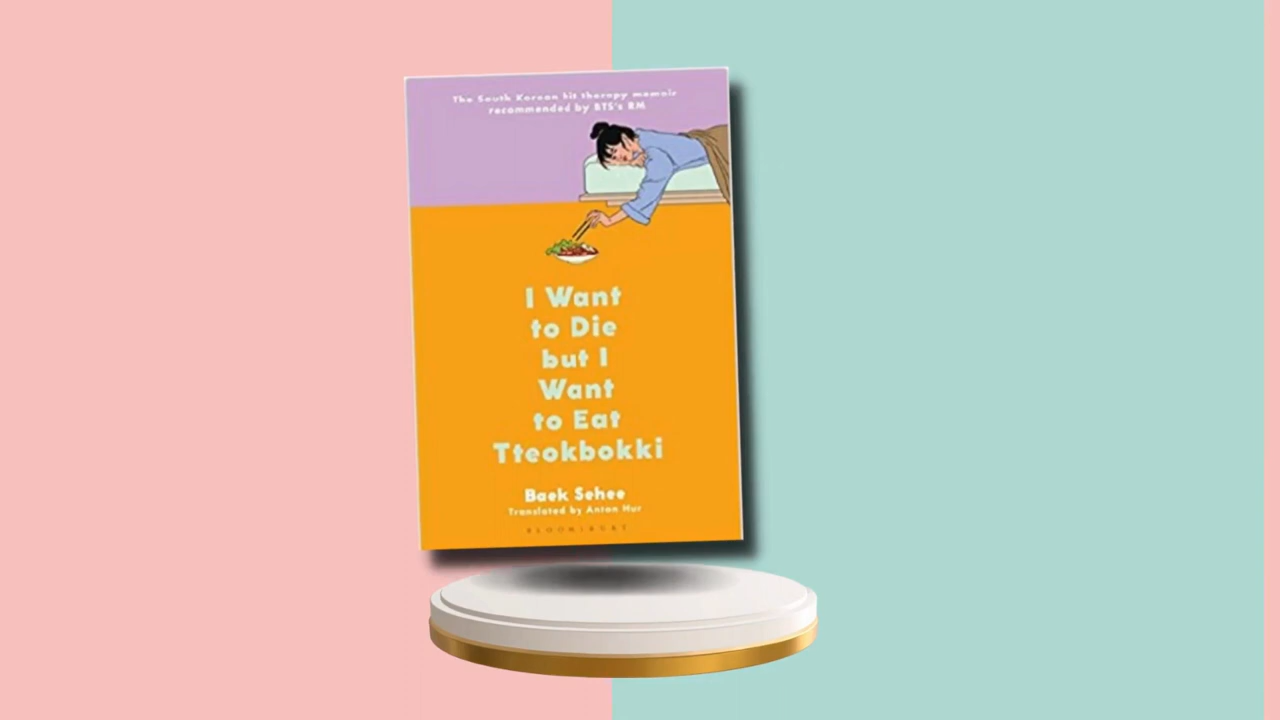 The South Korean hit therapy memoir
recommended by BTS's RM
I Want
to Die
but I
Want
to Eat
Tteokbokki
Baek Sehee
Translated by Anton Hur
BLOOMSBURY